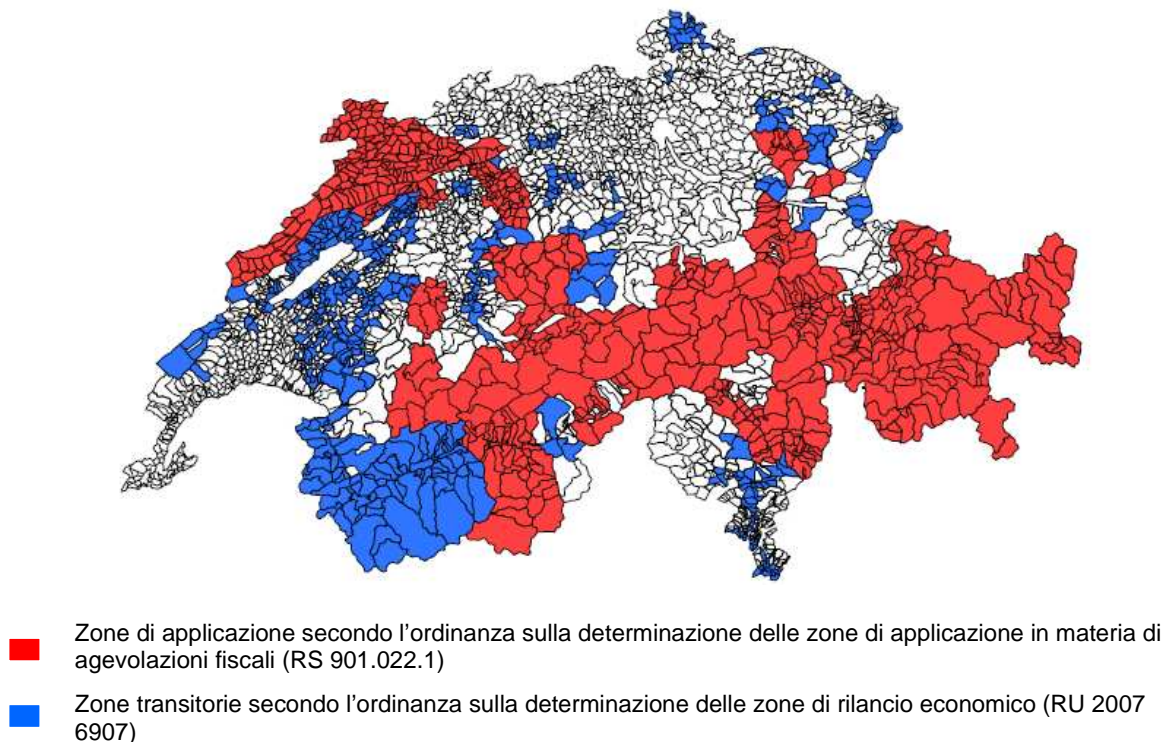 Zone di applicazione secondo l'ordinanza sulla determinazione delle zone di applicazione in materia di
agevolazioni fiscali (RS 901.022.1)
Zone transitorie secondo l'ordinanza sulla determinazione delle zone di rilancio economico (RU 2007
6907)